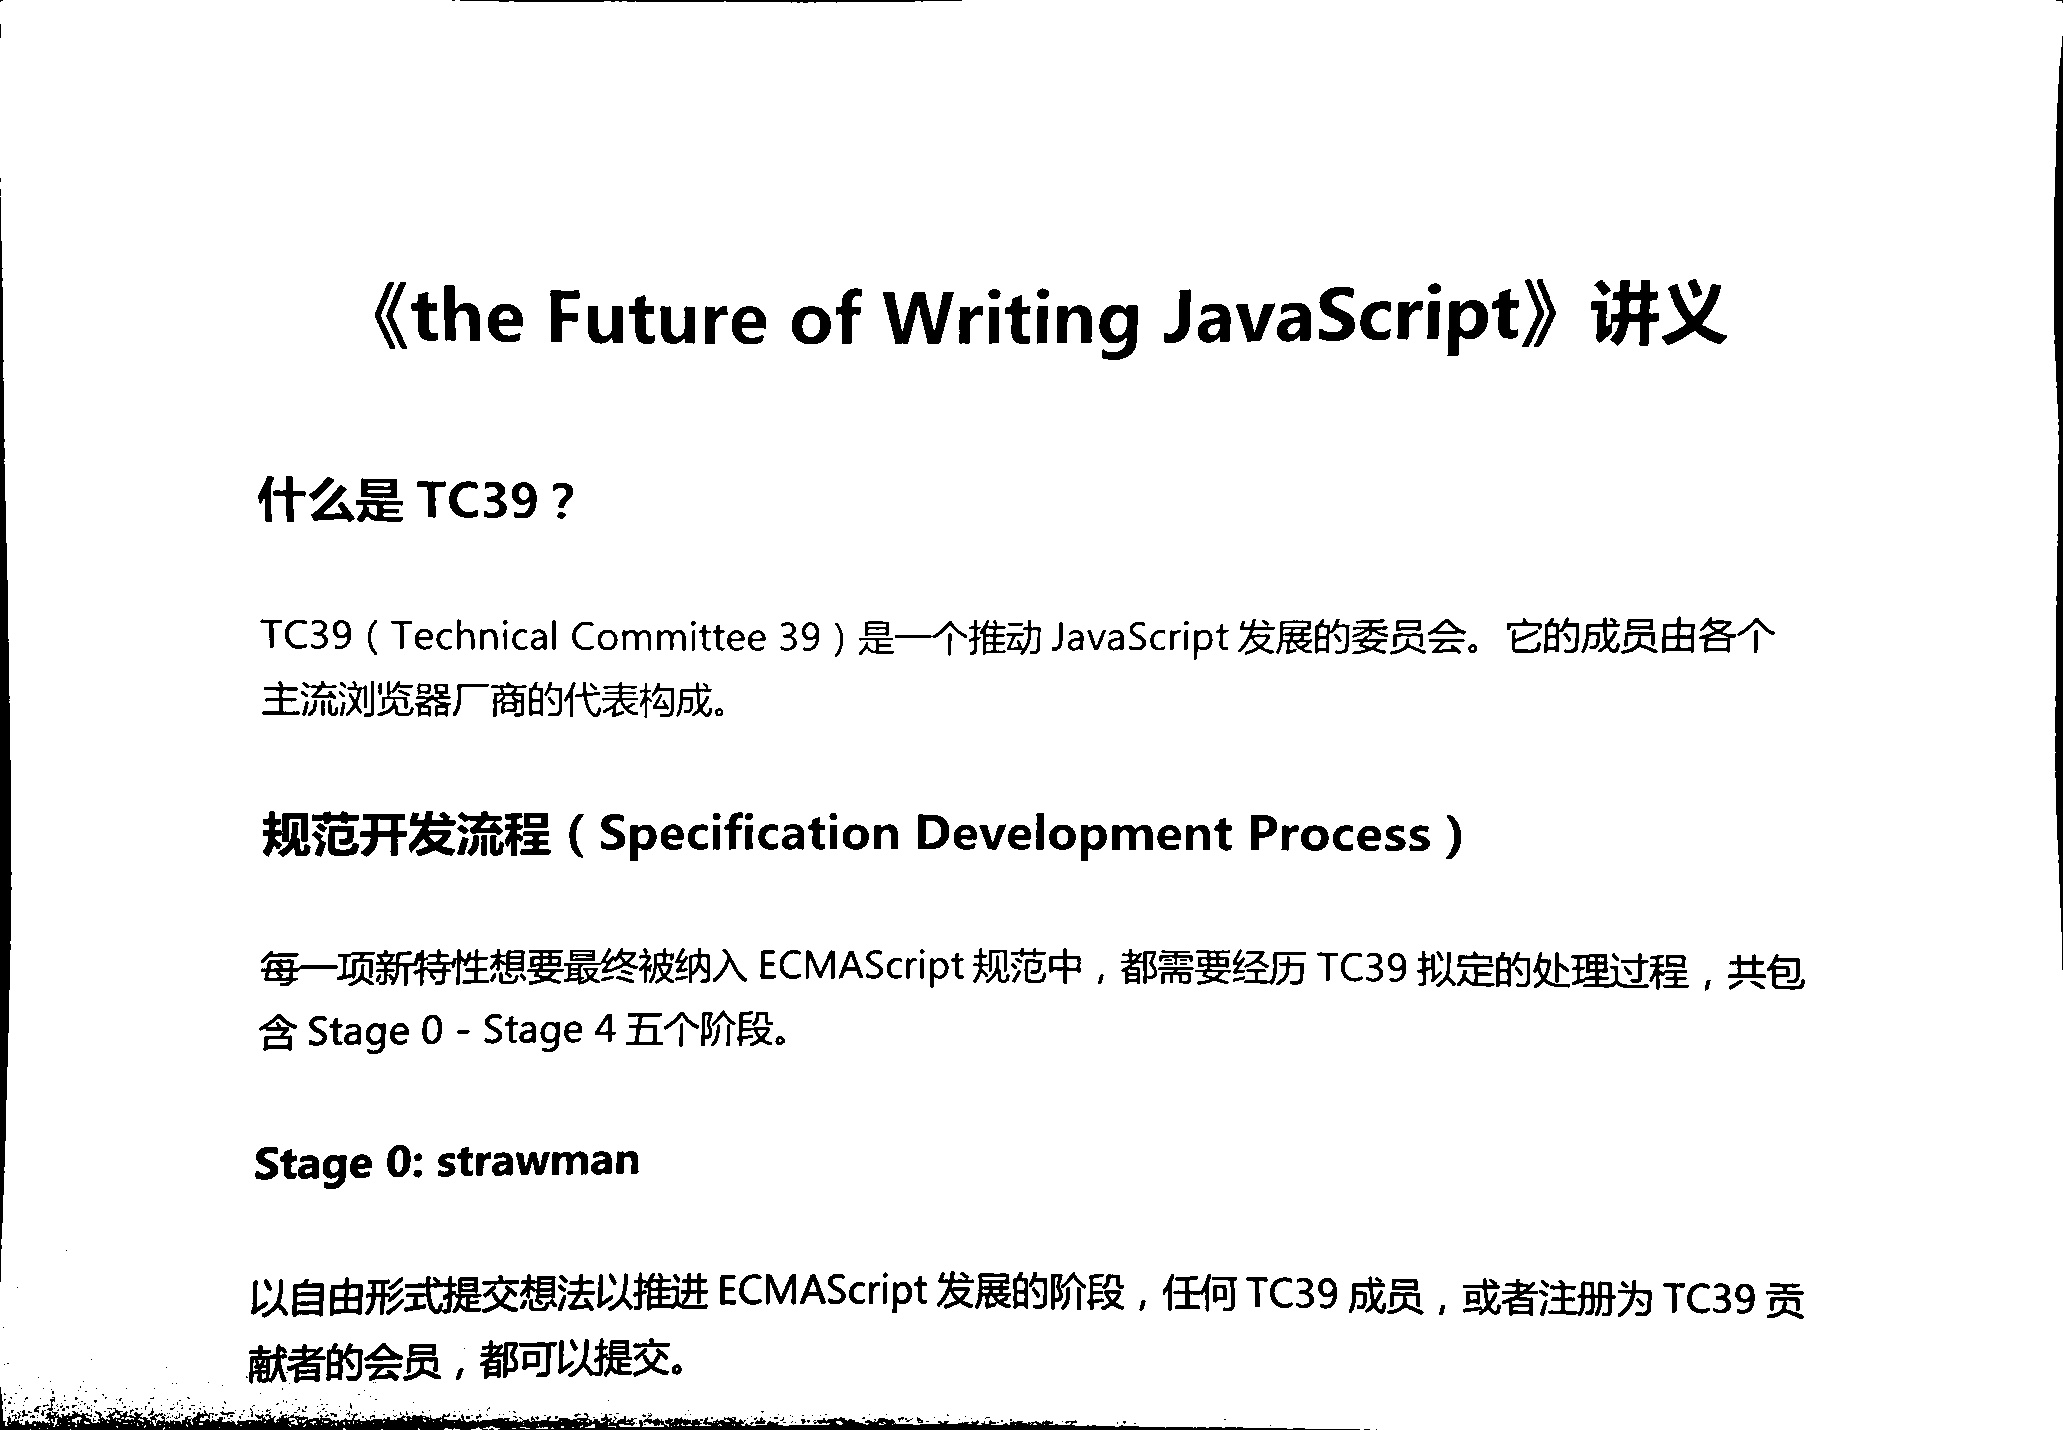 《the Future of Writing JavaScript》讲义
什么是 TC39？
TC39（Technical Committee 39）是一个推动 JavaScript 发展的委员会。它的成员由各个
主流浏览器厂商的代表构成。
规范开发流程（Specification Development Process）
每一项新特性想要最终被纳入 ECMAScript 规范中，都需要经历 TC39 拟定的处理过程，共包
含 Stage 0 - Stage 4 五个阶段。
Stage 0: strawman
以自由形式提交想法以推进 ECMAScript 发展的阶段，任何 TC39 成员，或者注册为 TC39 贡
献者的会员，都可以提交。